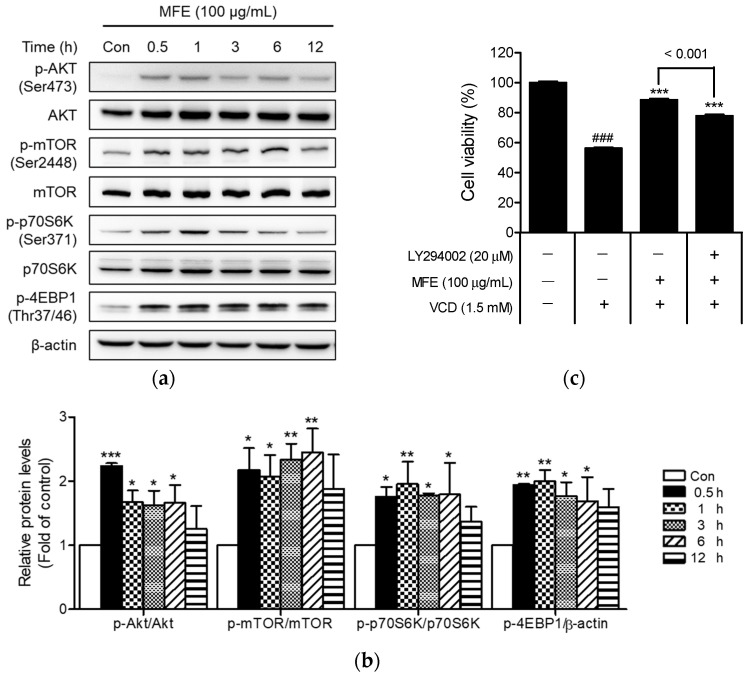 MFE (100 μg/mL)
Time (h) Con 0.5 1 3 6 12
p-AKT
(Ser473)
AKT
p-mTOR
(Ser2448)
mTOR
p-p70S6K
(Ser371)
p70S6K
p-4EBP1
(Thr37/46)
β-actin
(a)
Cell viability (%)
120
100
80
60
40
20
0
###
***
***
< 0.001
LY294002 (20 μM) – – – +
MFE (100 μg/mL) – – + +
VCD (1.5 mM) – + + +
(c)
Relative protein levels
(Fold of control)
3
2
1
0
*** * * *
* * ** **
* ** * *
** ** * *
p-Akt/Akt p-mTOR/mTOR p-p70S6K/p70S6K p-4EBP1/β-actin
Con
0.5 h
1 h
3 h
6 h
12 h
(b)